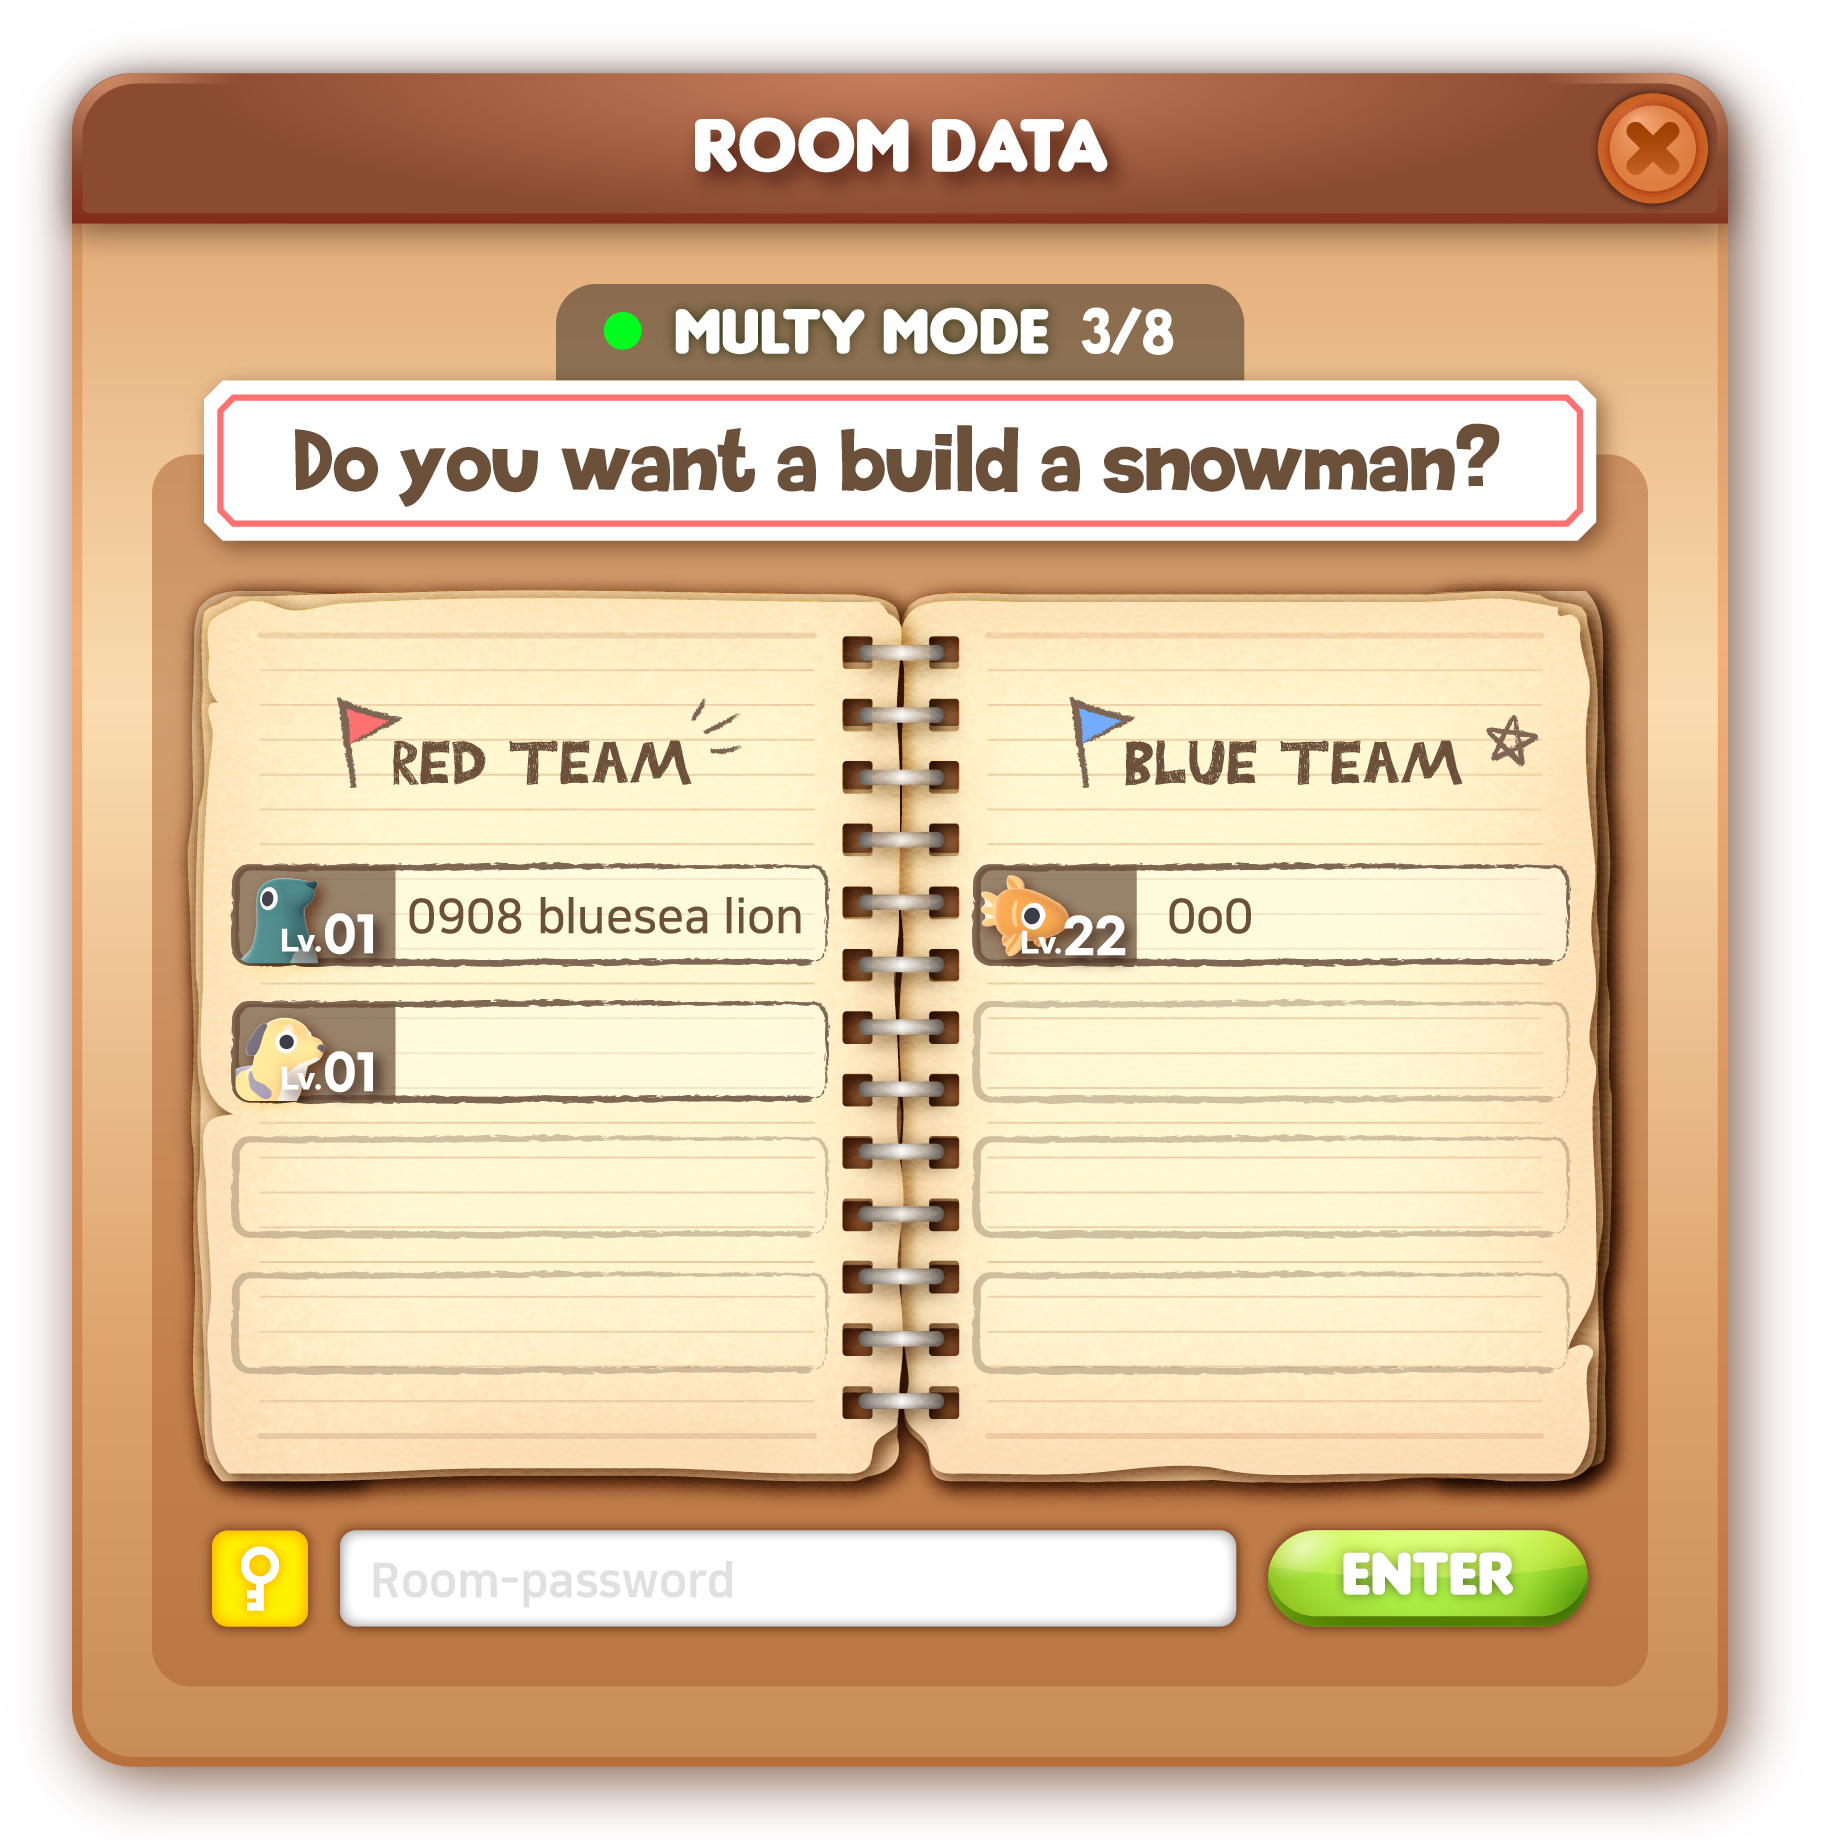 ROOM DATA
MULTY MODE 3/8
Do you want a build a snowman?
RED TEAM
Lv.01 0908 bluesea lion
Lv.01
BLUE TEAM
Lv.22 0o0
Room-password
ENTER